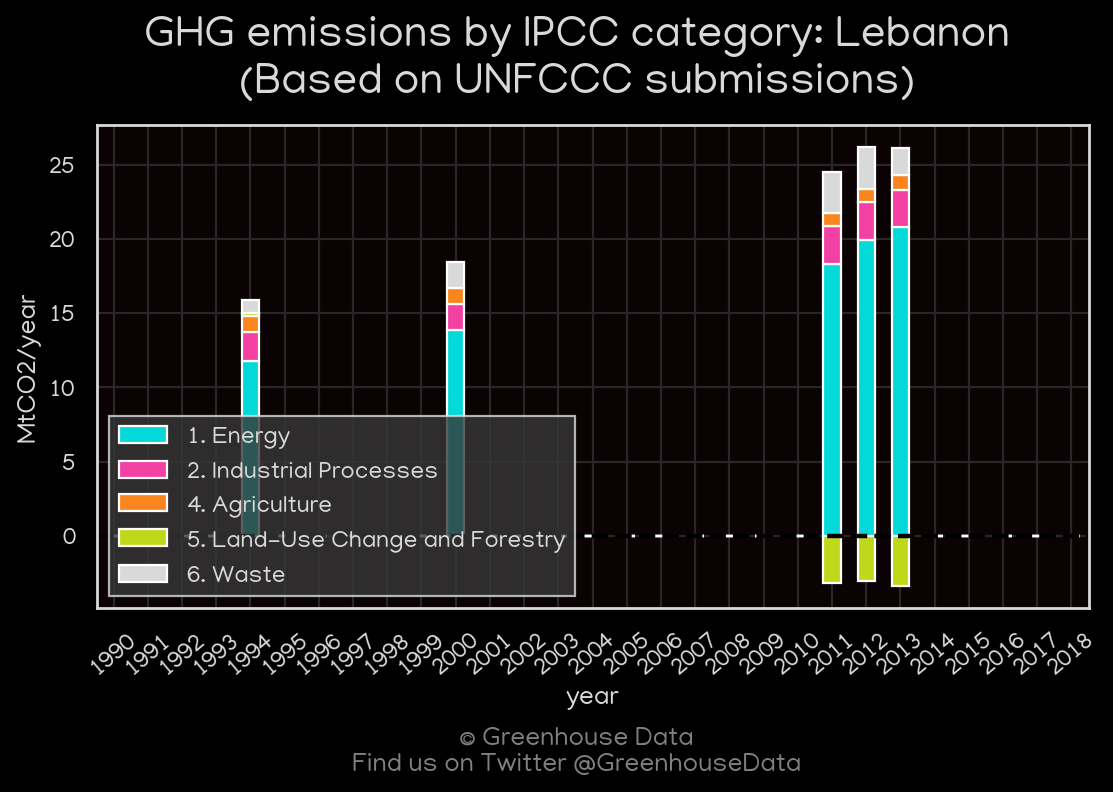 GHG emissions by IPCC category: Lebanon
(Based on UNFCCC submissions)
MtCO2/year
25
20
15
10
5
0
1. Energy
2. Industrial Processes
4. Agriculture
5. Land-Use Change and Forestry
6. Waste
1990 1991 1992 1993 1994 1995 1996 1997 1998 1999 2000 2001 2002 2003 2004 2005 2006 2007 2008 2009 2010 2011 2012 2013 2014 2015 2016 2017 2018
year
© Greenhouse Data
Find us on Twitter @GreenhouseData